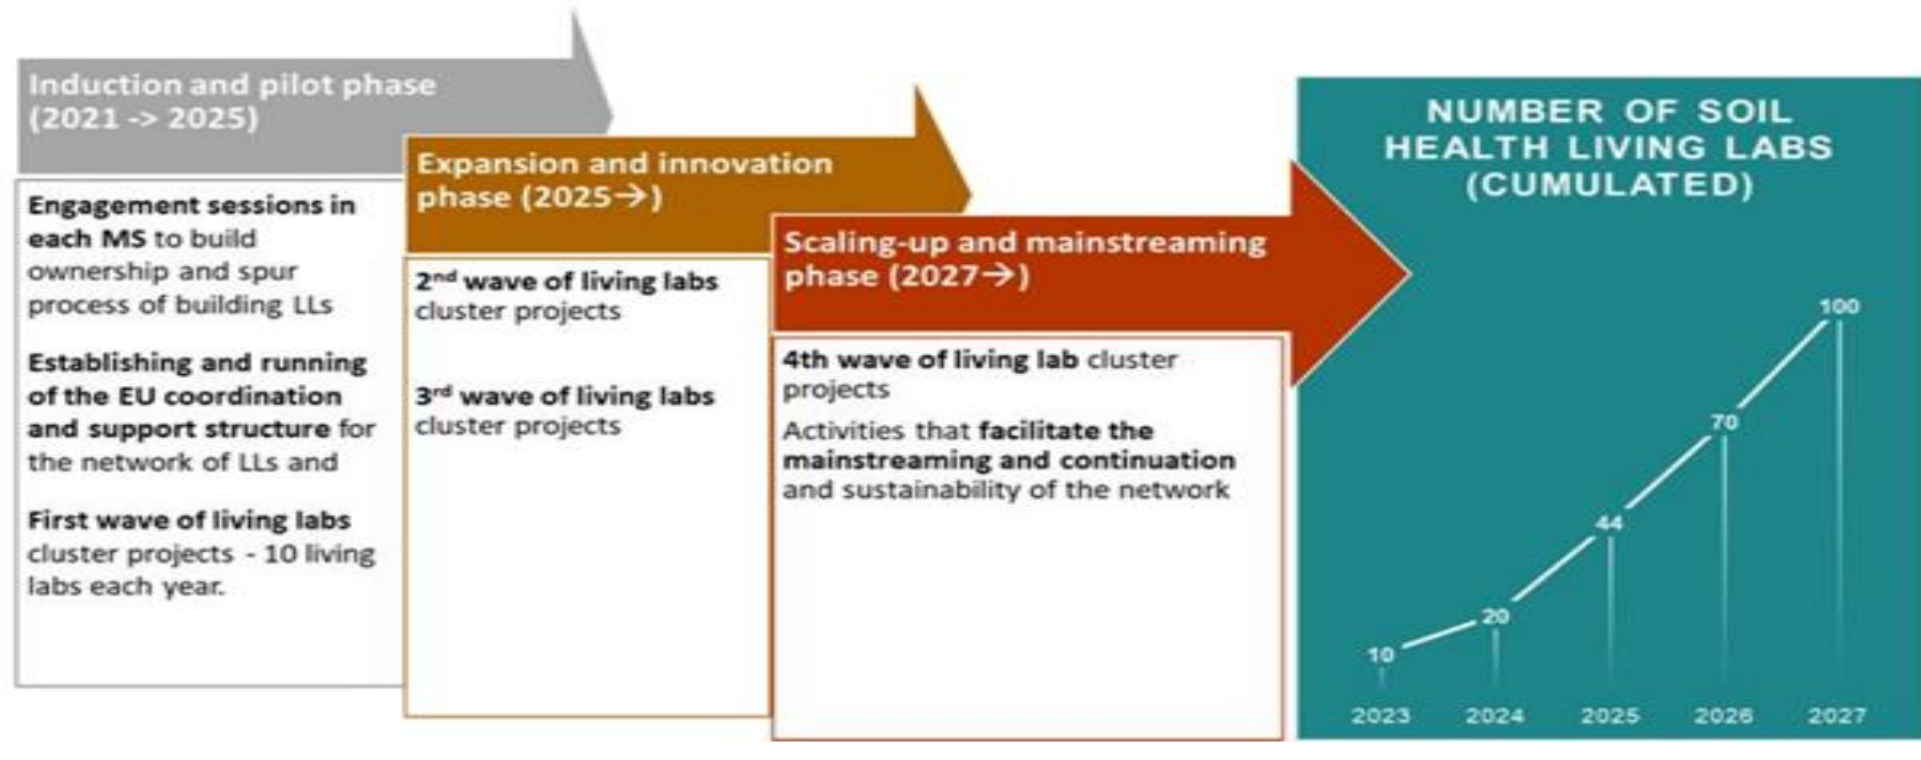 Induction and pilot phase
(2021 -> 2025)
Engagement sessions in
each MS to build
ownership and spur
process of building LLs
Establishing and running
of the EU coordination
and support structure for
the network of LLs and
First wave of living labs
cluster projects - 10 living
labs each year.
Expansion and innovation
phase (2025→)
2nd wave of living labs
cluster projects
3rd wave of living labs
cluster projects
Scaling-up and mainstreaming
phase (2027→)
4th wave of living lab cluster
projects
Activities that facilitate the
mainstreaming and continuation
and sustainability of the network
NUMBER OF SOIL
HEALTH LIVING LABS
(CUMULATED)
100
70
44
20
10
2023 2024 2025 2026 2027